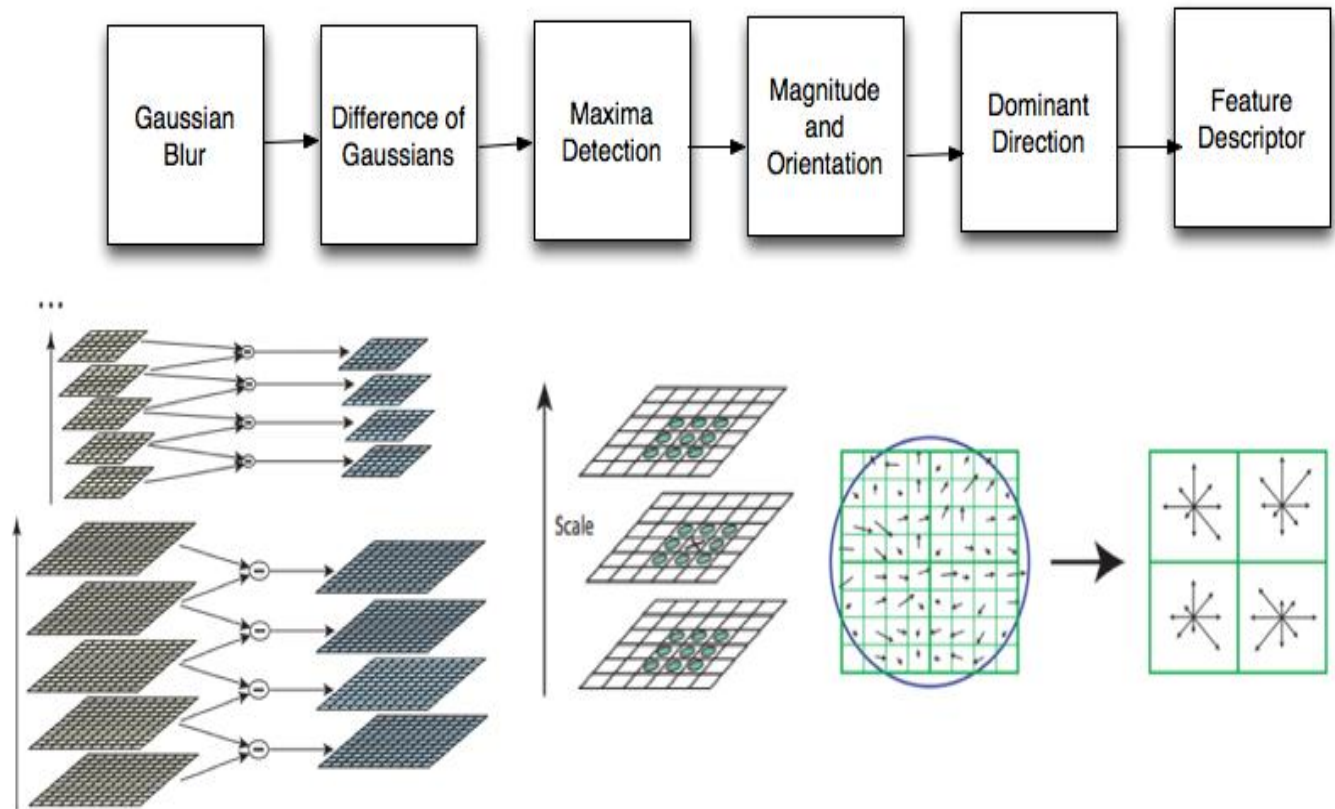 Gaussian
Blur
Difference of
Gaussians
Maxima
Detection
Magnitude
and
Orientation
Dominant
Direction
Feature
Descriptor
...
Scale